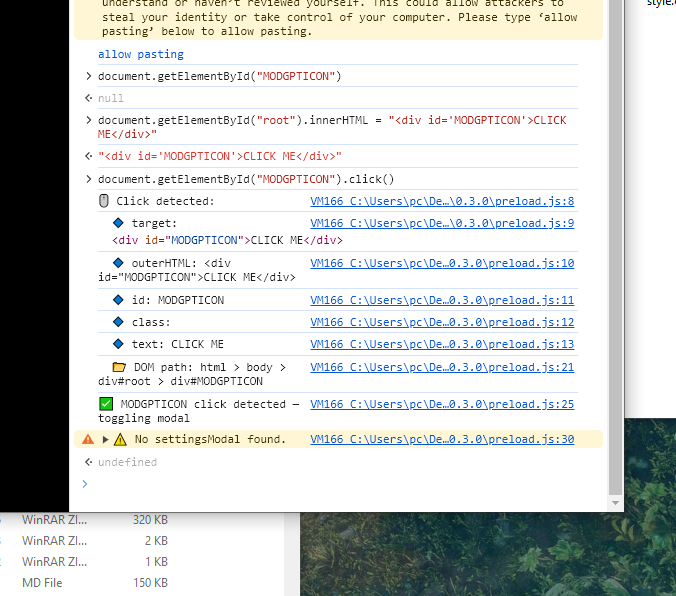 understand or haven't reviewed yourself. This could allow attackers to
steal your identity or take control of your computer. Please type ‘allow
pasting’ below to allow pasting.
allow pasting
> document.getElementById("MODGPTICON")
null
> document.getElementById("root").innerHTML = "<div id='MODGPTICON'>CLICK
ME</div>"
"<div id='MODGPTICON'>CLICK ME</div>"
> document.getElementById("MODGPTICON").click()
Click detected: VM166 C:\Users\pc\De…\0.3.0\preload.js:8
target: VM166 C:\Users\pc\De…\0.3.0\preload.js:9
<div id="MODGPTICON">CLICK ME</div>
outerHTML: <div VM166 C:\Users\pc\De…0.3.0\preload.js:10
id="MODGPTICON">CLICK ME</div>
id: MODGPTICON VM166 C:\Users\pc\De…0.3.0\preload.js:11
class: VM166 C:\Users\pc\De…0.3.0\preload.js:12
text: CLICK ME VM166 C:\Users\pc\De…0.3.0\preload.js:13
DOM path: html > body > VM166 C:\Users\pc\De…0.3.0\preload.js:21
div#root > div#MODGPTICON
MODGPTICON click detected — VM166 C:\Users\pc\De…0.3.0\preload.js:25
toggling modal
No settingsModal found. VM166 C:\Users\pc\De…0.3.0\preload.js:30
undefined
>
WinRAR ZI... 320 KB
WinRAR ZI... 2 KB
WinRAR ZI... 1 KB
MD File 150 KB